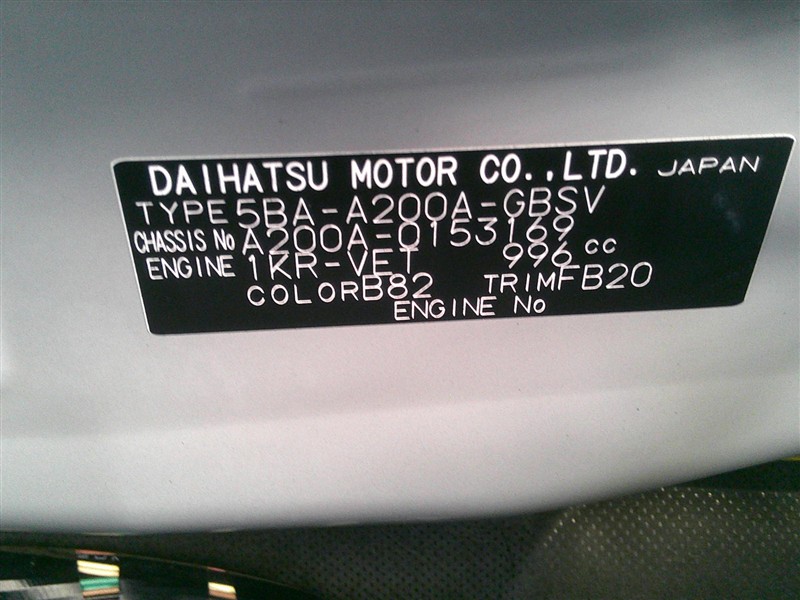 DAIHATSU MOTOR CO.,LTD. JAPAN
TYPE 5BA-A200A-GBSV
CHASSIS No A200A-0153169
ENGINE 1KR-VET 996 cc
COLOR B82 TRIM FB20
ENGINE No